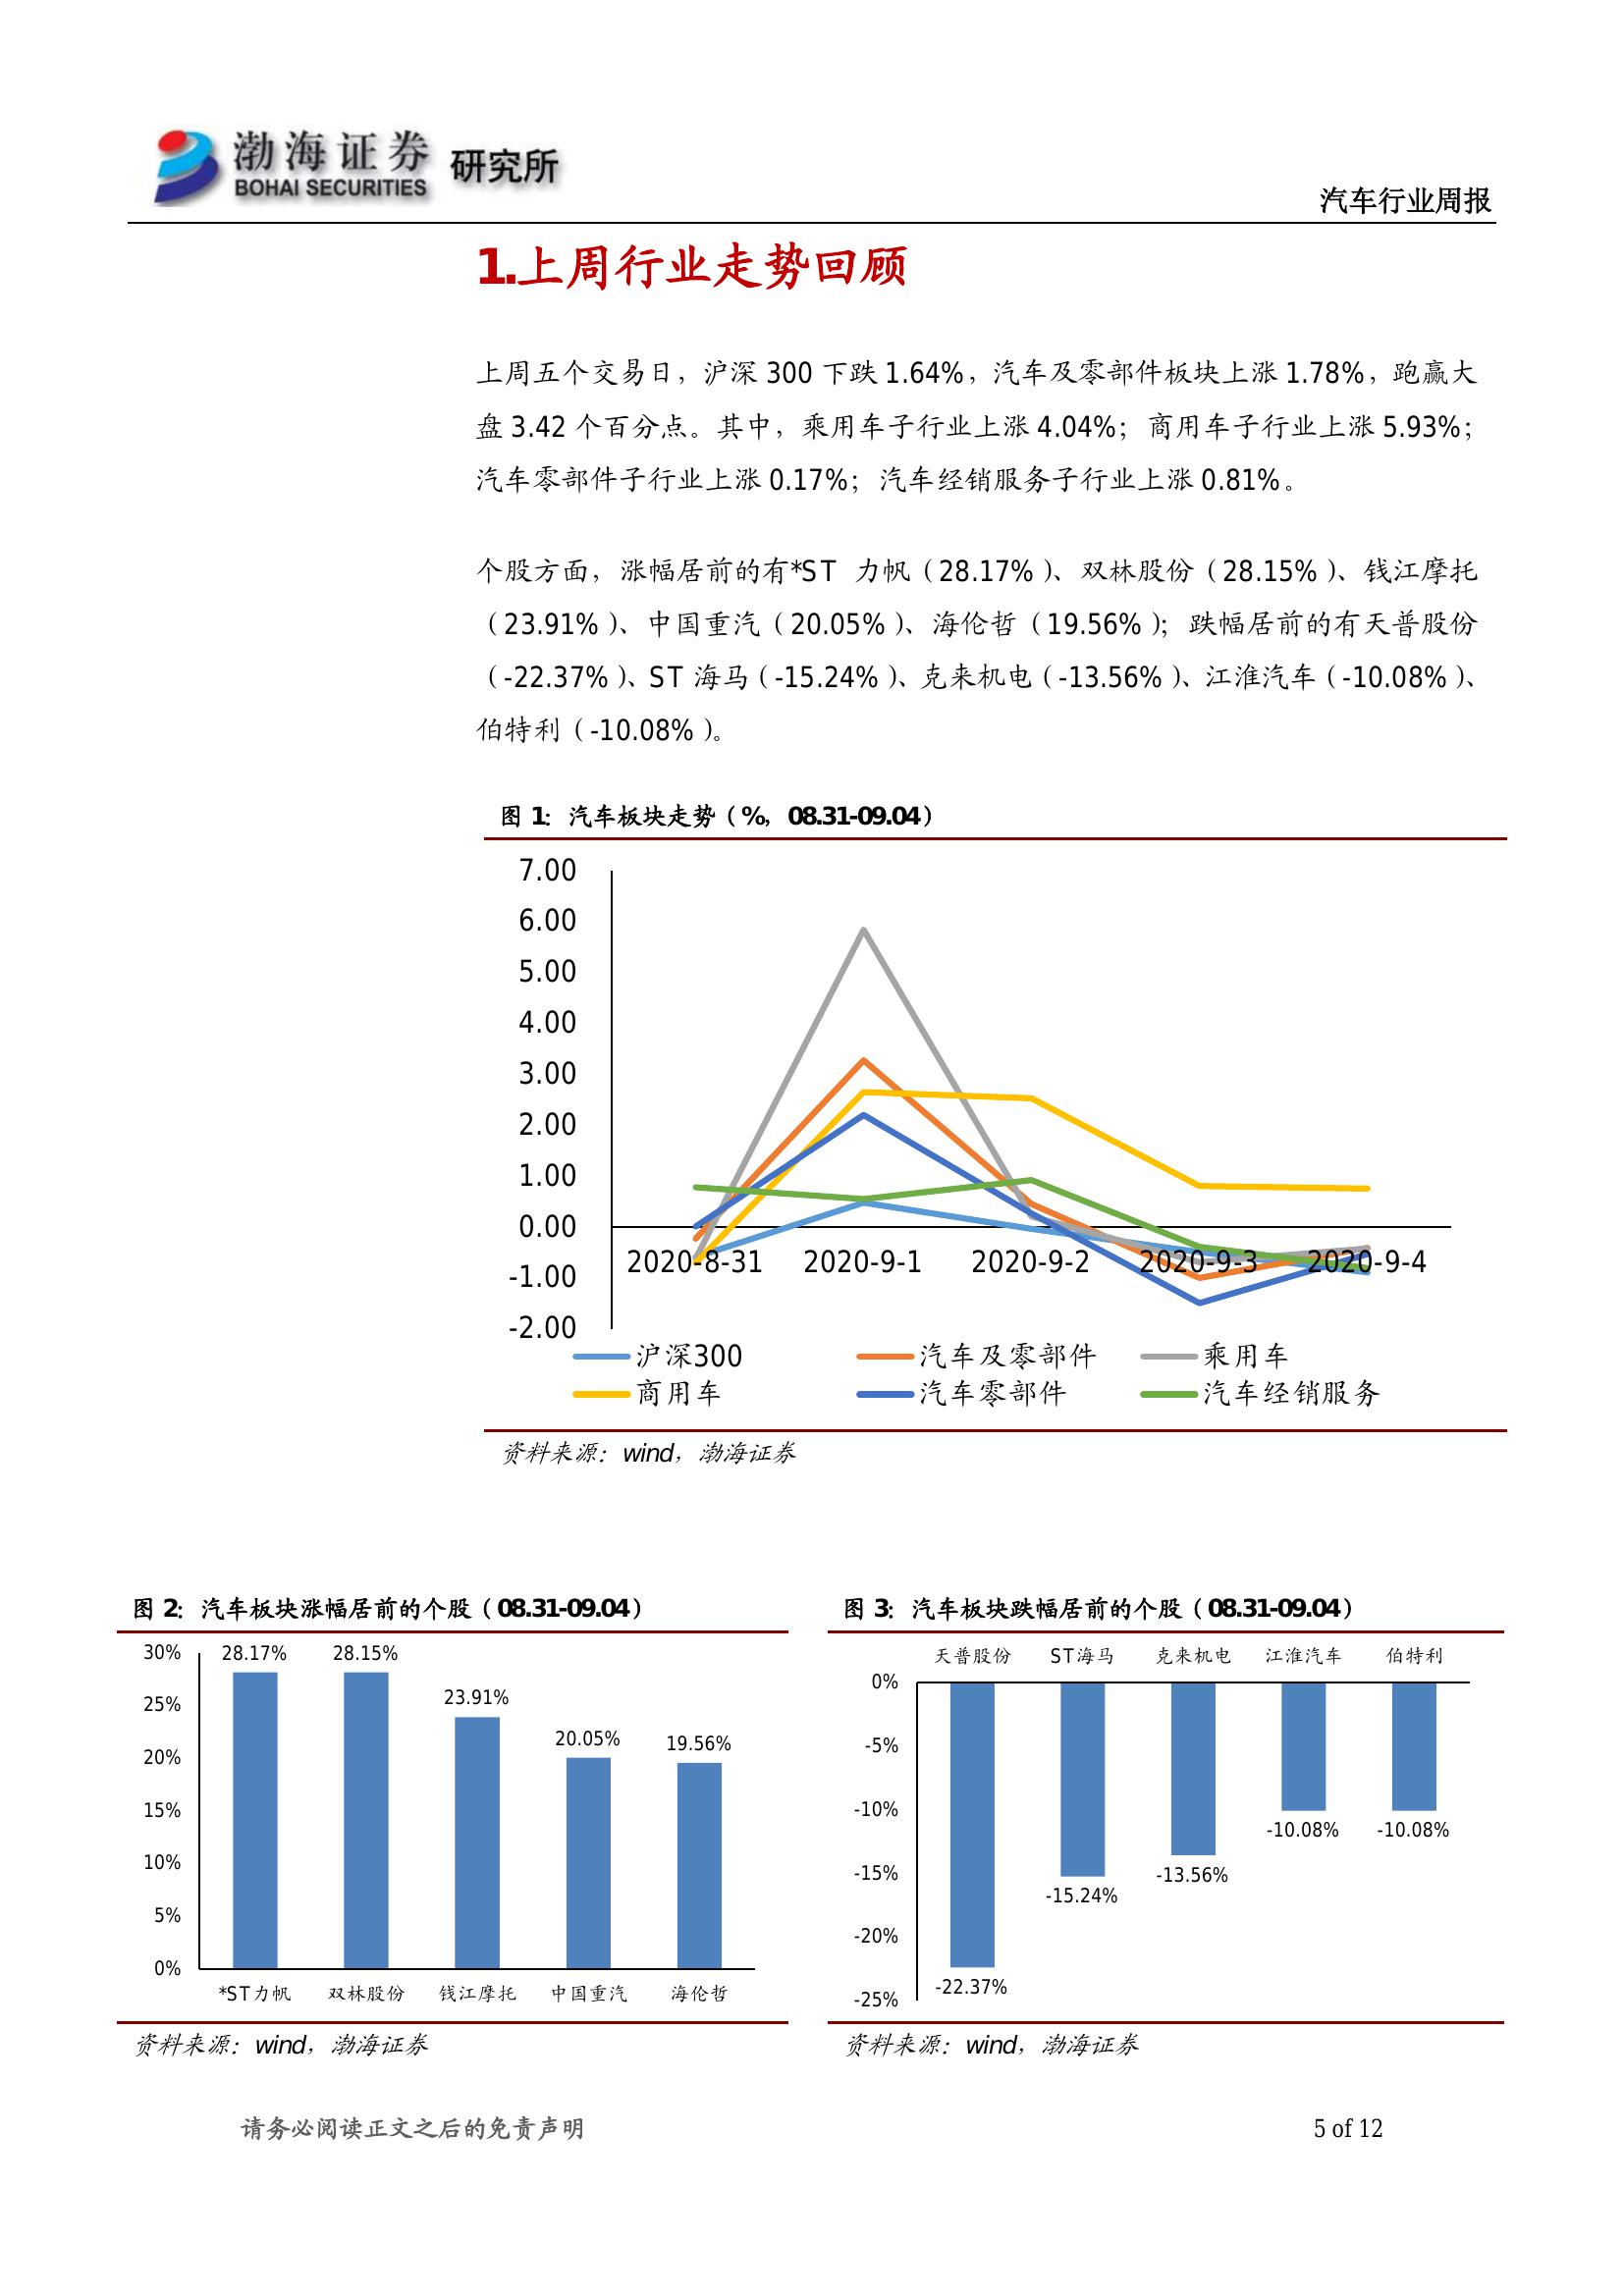 渤海证券 研究所
BOHAI SECURITIES
汽车行业周报
1.上周行业走势回顾
上周五个交易日，沪深 300 下跌 1.64%，汽车及零部件板块上涨 1.78%，跑赢大
盘 3.42 个百分点。其中，乘用车子行业上涨 4.04%；商用车子行业上涨 5.93%；
汽车零部件子行业上涨 0.17%；汽车经销服务子行业上涨 0.81%。
个股方面，涨幅居前的有*ST 力帆（28.17%）、双林股份（28.15%）、钱江摩托
（23.91%）、中国重汽（20.05%）、海伦哲（19.56%）；跌幅居前的有天普股份
（-22.37%）、ST 海马（-15.24%）、克来机电（-13.56%）、江淮汽车（-10.08%）、
伯特利（-10.08%）。
图 1：汽车板块走势（%，08.31-09.04）
7.00
6.00
5.00
4.00
3.00
2.00
1.00
0.00
-1.00
-2.00
2020-8-31 2020-9-1 2020-9-2 2020-9-3 2020-9-4
沪深300 汽车及零部件 乘用车
商用车 汽车零部件 汽车经销服务
资料来源：wind，渤海证券
图 2：汽车板块涨幅居前的个股（08.31-09.04）
30%
25%
20%
15%
10%
5%
0%
28.17% 28.15% 23.91% 20.05% 19.56%
*ST力帆 双林股份 钱江摩托 中国重汽 海伦哲
资料来源：wind，渤海证券
图 3：汽车板块跌幅居前的个股（08.31-09.04）
天普股份 ST海马 克来机电 江淮汽车 伯特利
0%
-5%
-10%
-15%
-20%
-25%
-22.37% -15.24% -13.56% -10.08% -10.08%
资料来源：wind，渤海证券
请务必阅读正文之后的免责声明 5 of 12